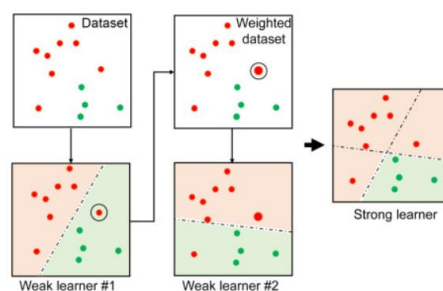 Dataset
Weighted
dataset
Weak learner #1
Weak learner #2
Strong learner